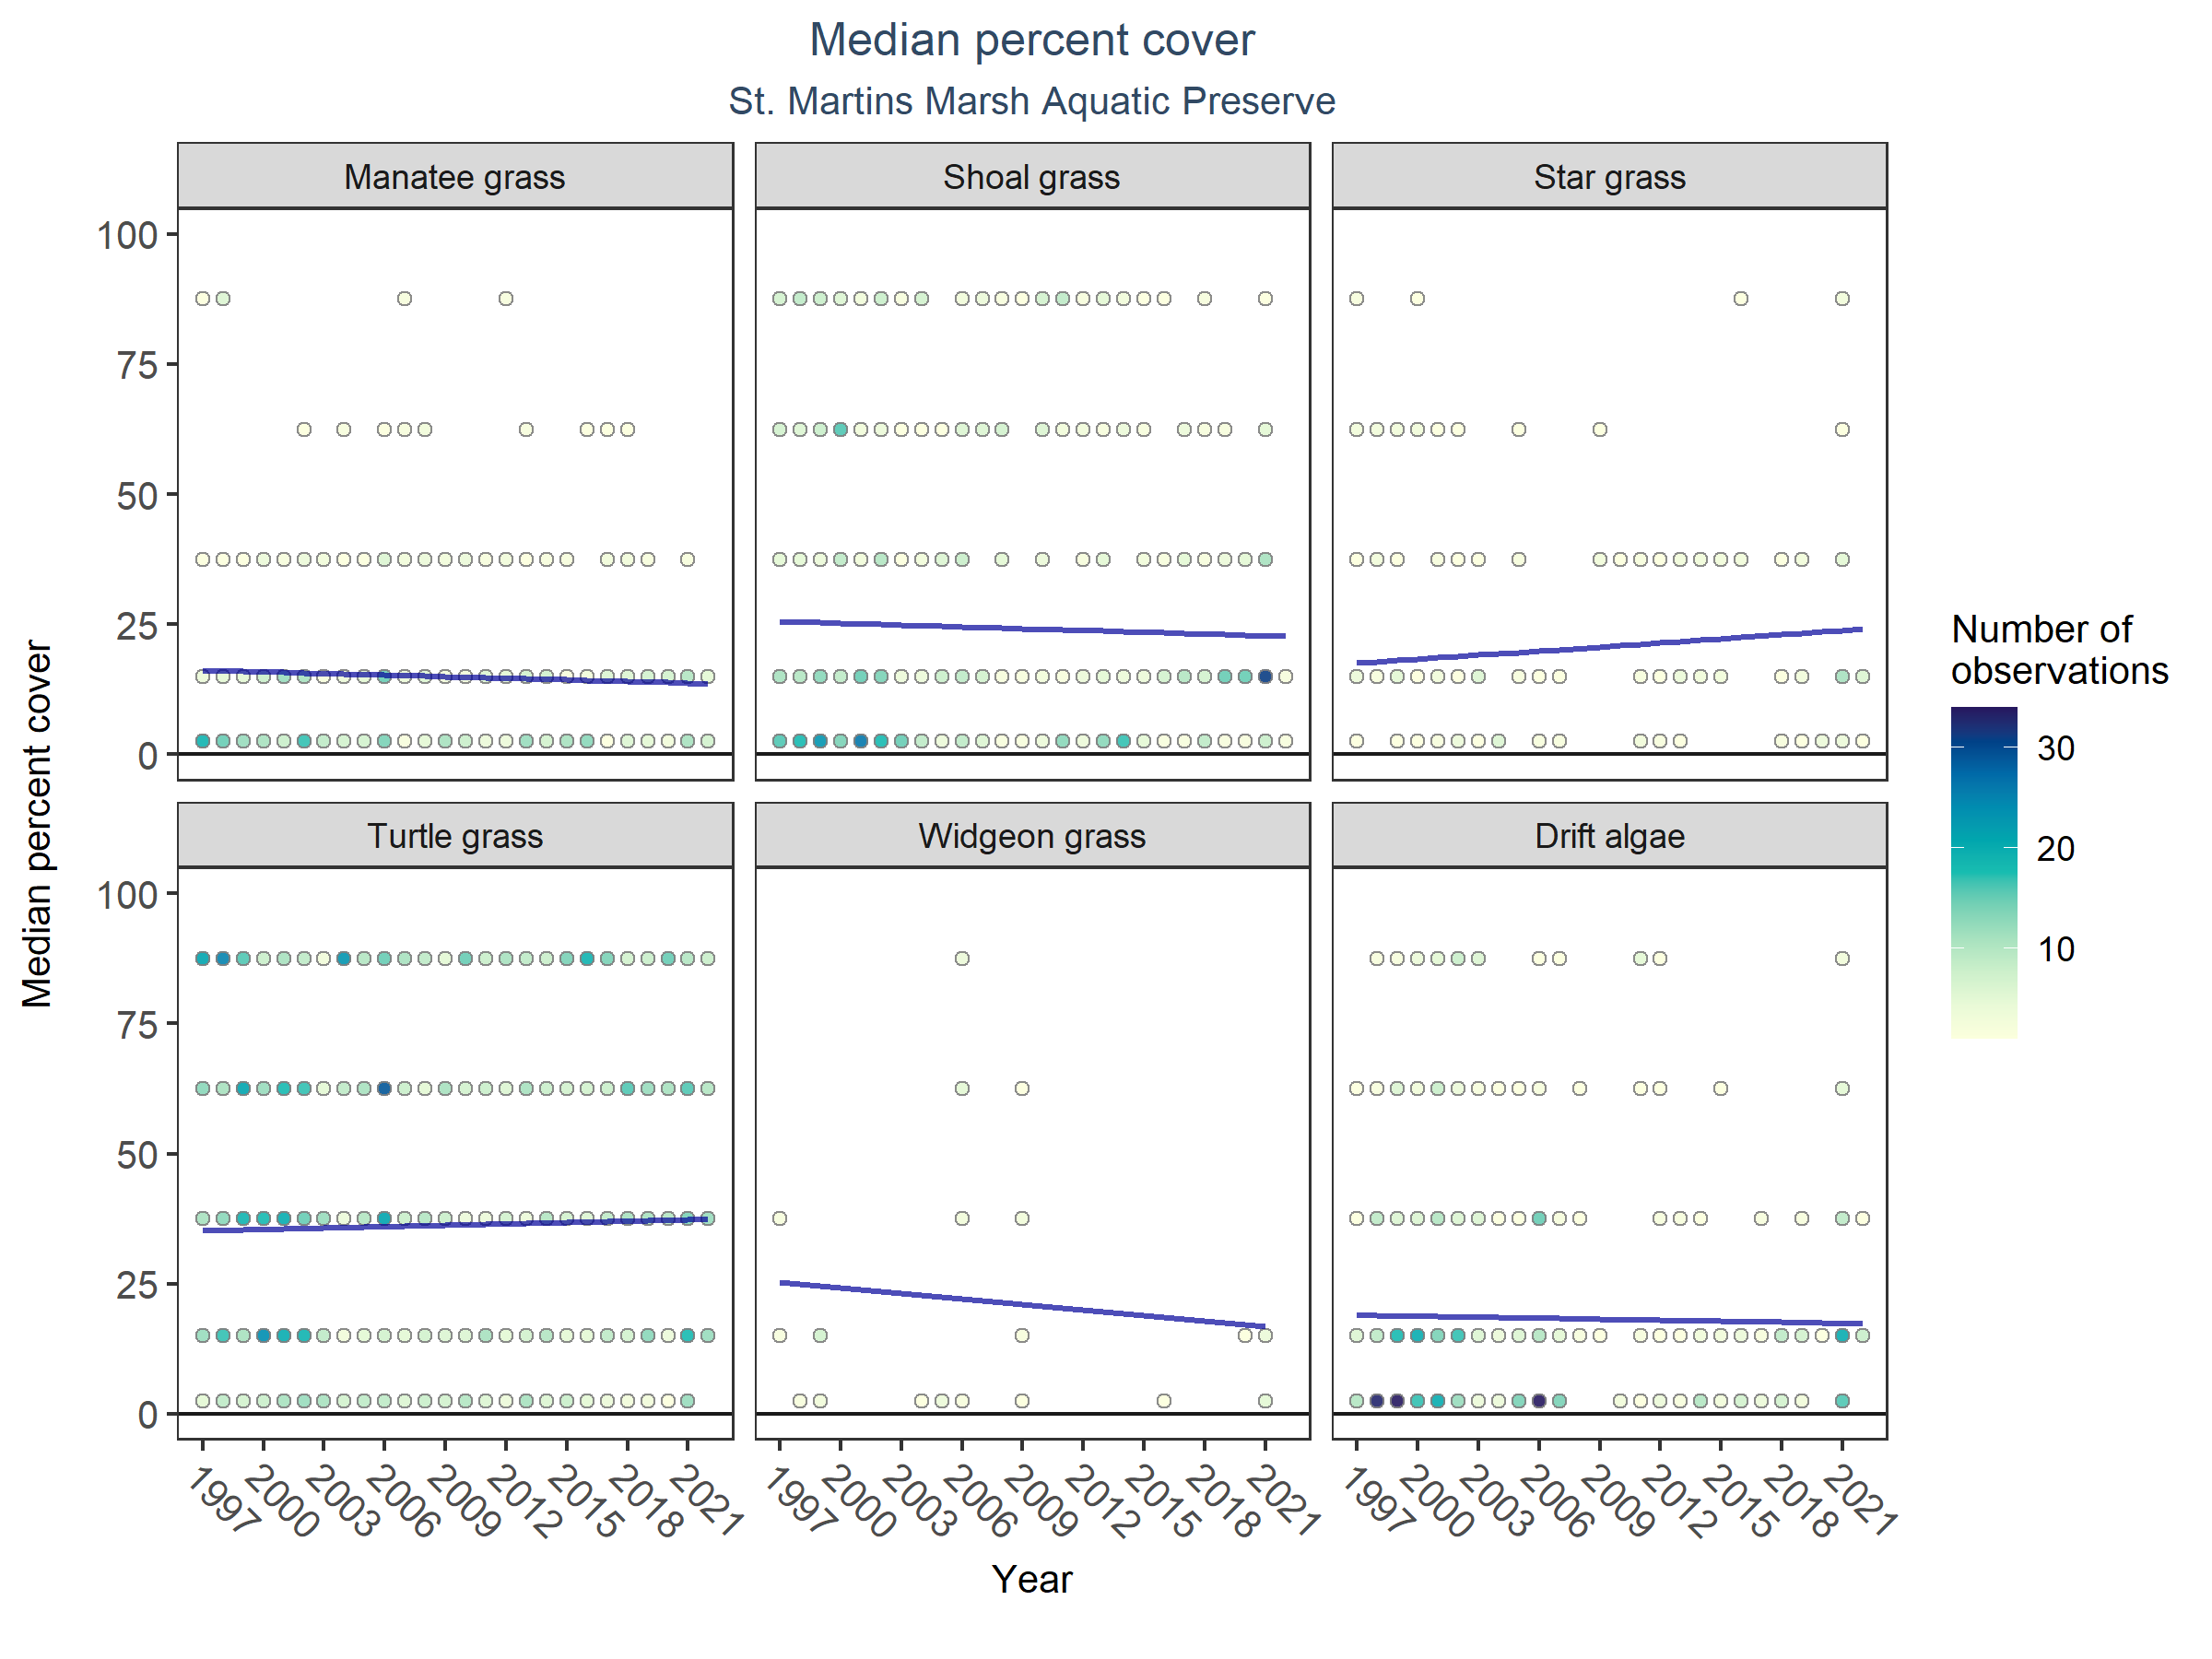 Median percent cover
St. Martins Marsh Aquatic Preserve
Manatee grass
Shoal grass
Star grass
100
75
50
25
0
Turtle grass
Widgeon grass
Drift algae
100
75
50
25
0
Median percent cover
1997 2000 2003 2006 2009 2012 2015 2018 2021
1997 2000 2003 2006 2009 2012 2015 2018 2021
1997 2000 2003 2006 2009 2012 2015 2018 2021
Year
Number of
observations
30
20
10